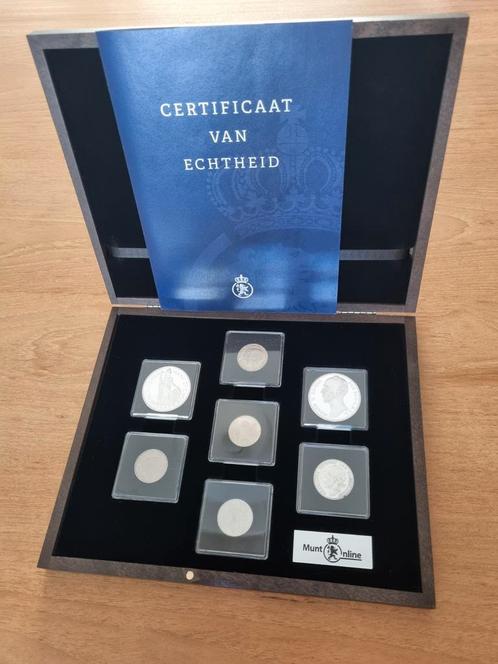 CERTIFICAAT
VAN
ECHTHEID
Munt Online